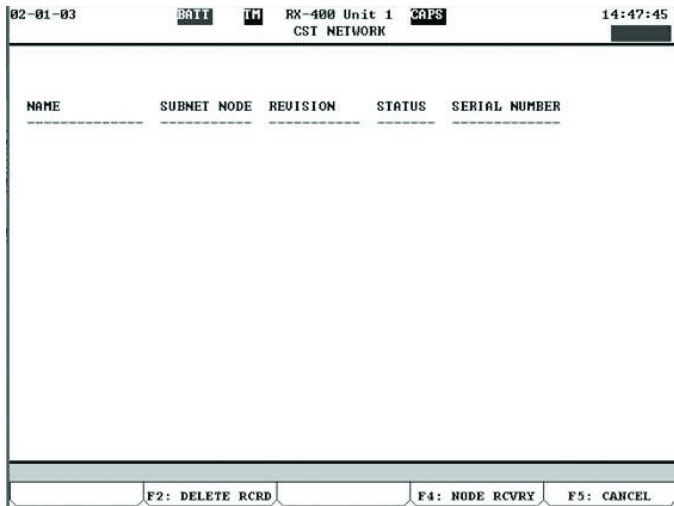 02-01-03 BATT TM RX-400 Unit 1 CAPS 14:47:45
CST NETWORK
NAME SUBNET NODE REVISION STATUS SERIAL NUMBER
F2: DELETE RCRD F4: NODE RCVRY F5: CANCEL